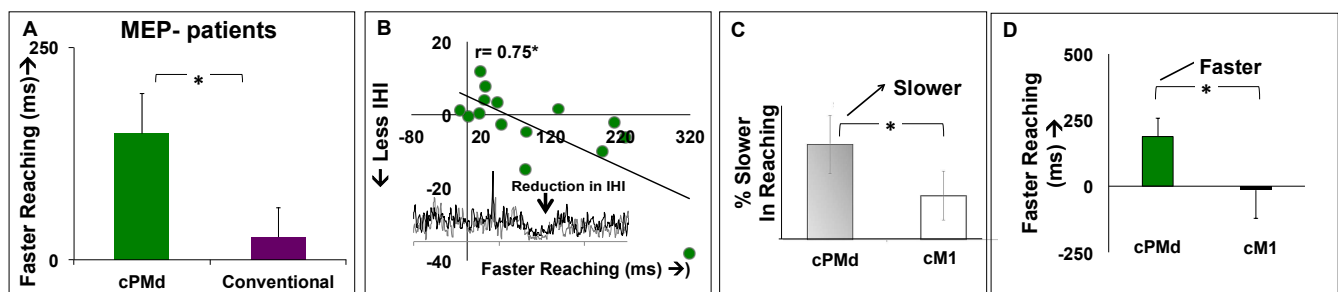 A
MEP- patients
250
0
Faster Reaching (ms)→
*
cPMd
Conventional
B
r= 0.75*
20
0
-20
-40
-80
20
120
220
320
← Less IHI
Reduction in IHI
Faster Reaching (ms) →)
C
Slower
*
% Slower
In Reaching
cPMd
cM1
D
500
250
0
-250
Faster
*
Faster Reaching
(ms) →
cPMd
cM1